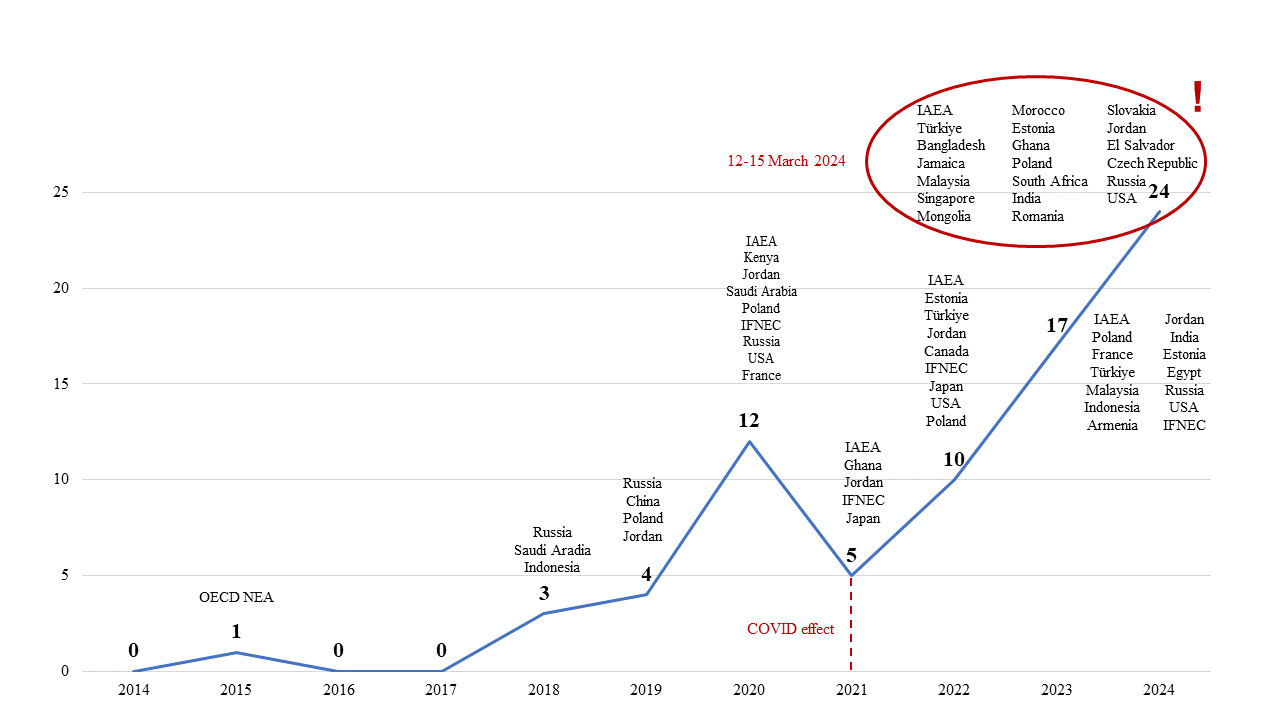 !
IAEA
Türkiye
Bangladesh
Jamaica
Malaysia
Singapore
Mongolia
Morocco
Estonia
Ghana
Poland
South Africa
India
Romania
Slovakia
Jordan
El Salvador
Czech Republic
Russia
USA
12-15 March 2024
24
25
20
15
10
5
0
0
OECD NEA
1
0
0
Russia
Saudi Aradia
Indonesia
3
Russia
China
Poland
Jordan
4
IAEA
Kenya
Jordan
Saudi Arabia
Poland
IFNEC
Russia
USA
France
12
IAEA
Ghana
Jordan
IFNEC
Japan
5
COVID effect
IAEA
Estonia
Türkiye
Jordan
Canada
IFNEC
Japan
USA
Poland
10
17
IAEA
Poland
France
Türkiye
Malaysia
Indonesia
Armenia
Jordan
India
Estonia
Egypt
Russia
USA
IFNEC
2014 2015 2016 2017 2018 2019 2020 2021 2022 2023 2024